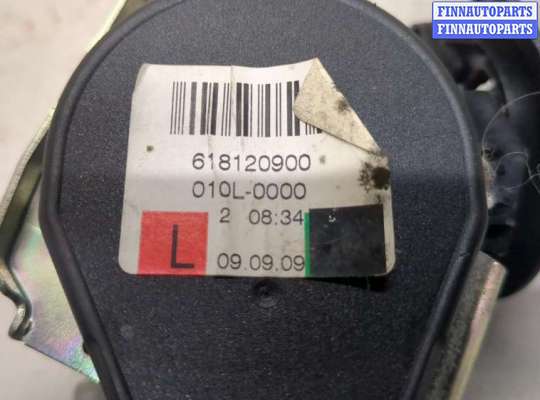 FINNAUTOPARTS
FINNAUTOPARTS
618120900
010L-0000
2 08:34
L 09.09.09